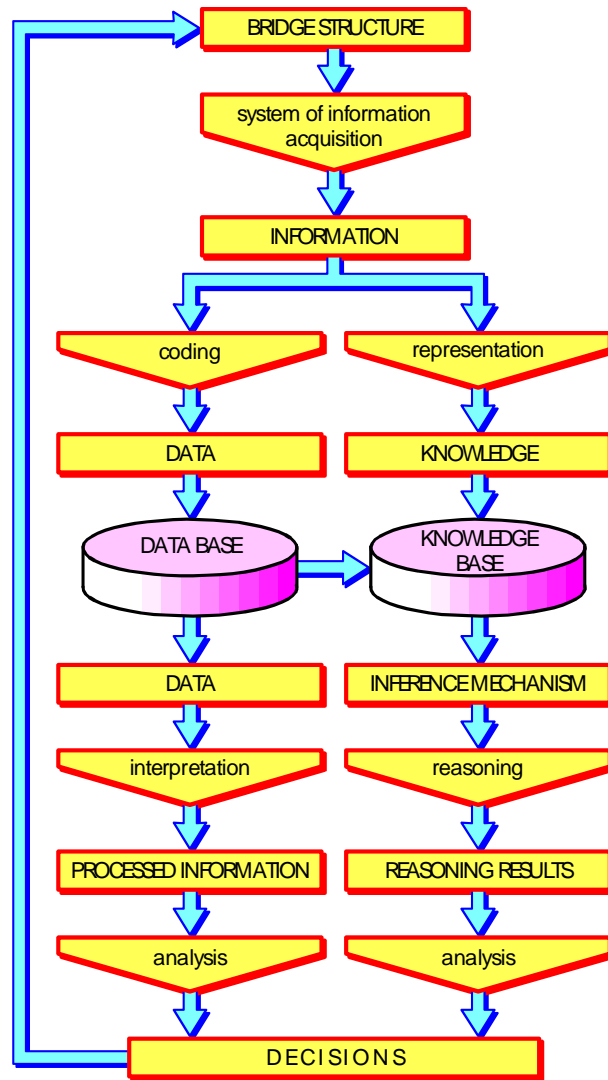 BRIDGE STRUCTURE
system of information
acquisition
INFORMATION
coding
representation
DATA
KNOWLEDGE
DATA BASE
KNOWLEDGE
BASE
DATA
INFERENCE MECHANISM
interpretation
reasoning
PROCESSED INFORMATION
REASONING RESULTS
analysis
analysis
DECISIONS